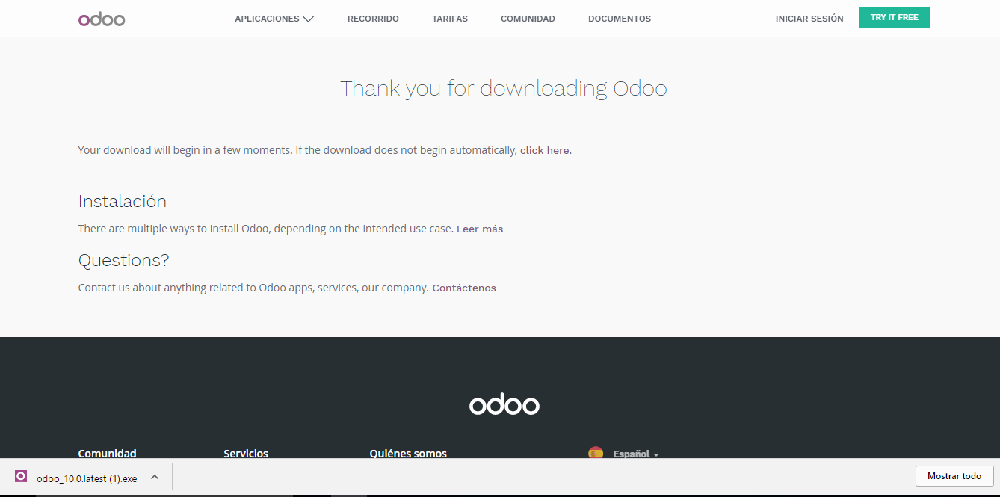 odoo APLICACIONES RECORRIDO TARIFAS COMUNIDAD DOCUMENTOS INICIAR SESIÓN TRY IT FREE
Thank you for downloading Odoo
Your download will begin in a few moments. If the download does not begin automatically, click here.
Instalación
There are multiple ways to install Odoo, depending on the intended use case. Leer más
Questions?
Contact us about anything related to Odoo apps, services, our company. Contáctenos
odoo
Comunidad Servicios Quiénes somos Español
odoo_10.0.latest (1).exe Mostrar todo